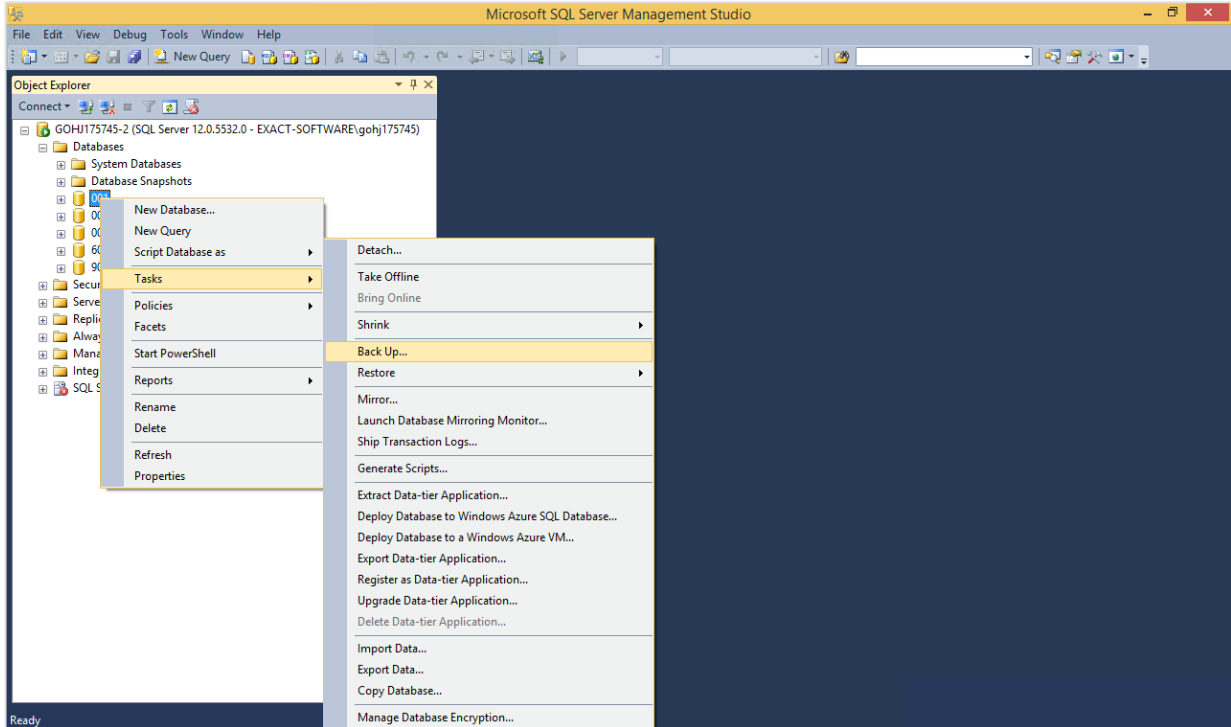 Microsoft SQL Server Management Studio
File Edit View Debug Tools Window Help
New Query
Object Explorer
Connect
GOHJ175745-2 (SQL Server 12.0.5532.0 - EXACT-SOFTWARE\gohj175745)
Databases
System Databases
Database Snapshots
001
New Database...
New Query
Script Database as
Tasks
Policies
Facets
Start PowerShell
Reports
Rename
Delete
Refresh
Properties
Detach...
Take Offline
Bring Online
Shrink
Back Up...
Restore
Mirror...
Launch Database Mirroring Monitor...
Ship Transaction Logs...
Generate Scripts...
Extract Data-tier Application...
Deploy Database to Windows Azure SQL Database...
Deploy Database to a Windows Azure VM...
Export Data-tier Application...
Register as Data-tier Application...
Upgrade Data-tier Application...
Delete Data-tier Application...
Import Data...
Export Data...
Copy Database...
Manage Database Encryption...
Ready